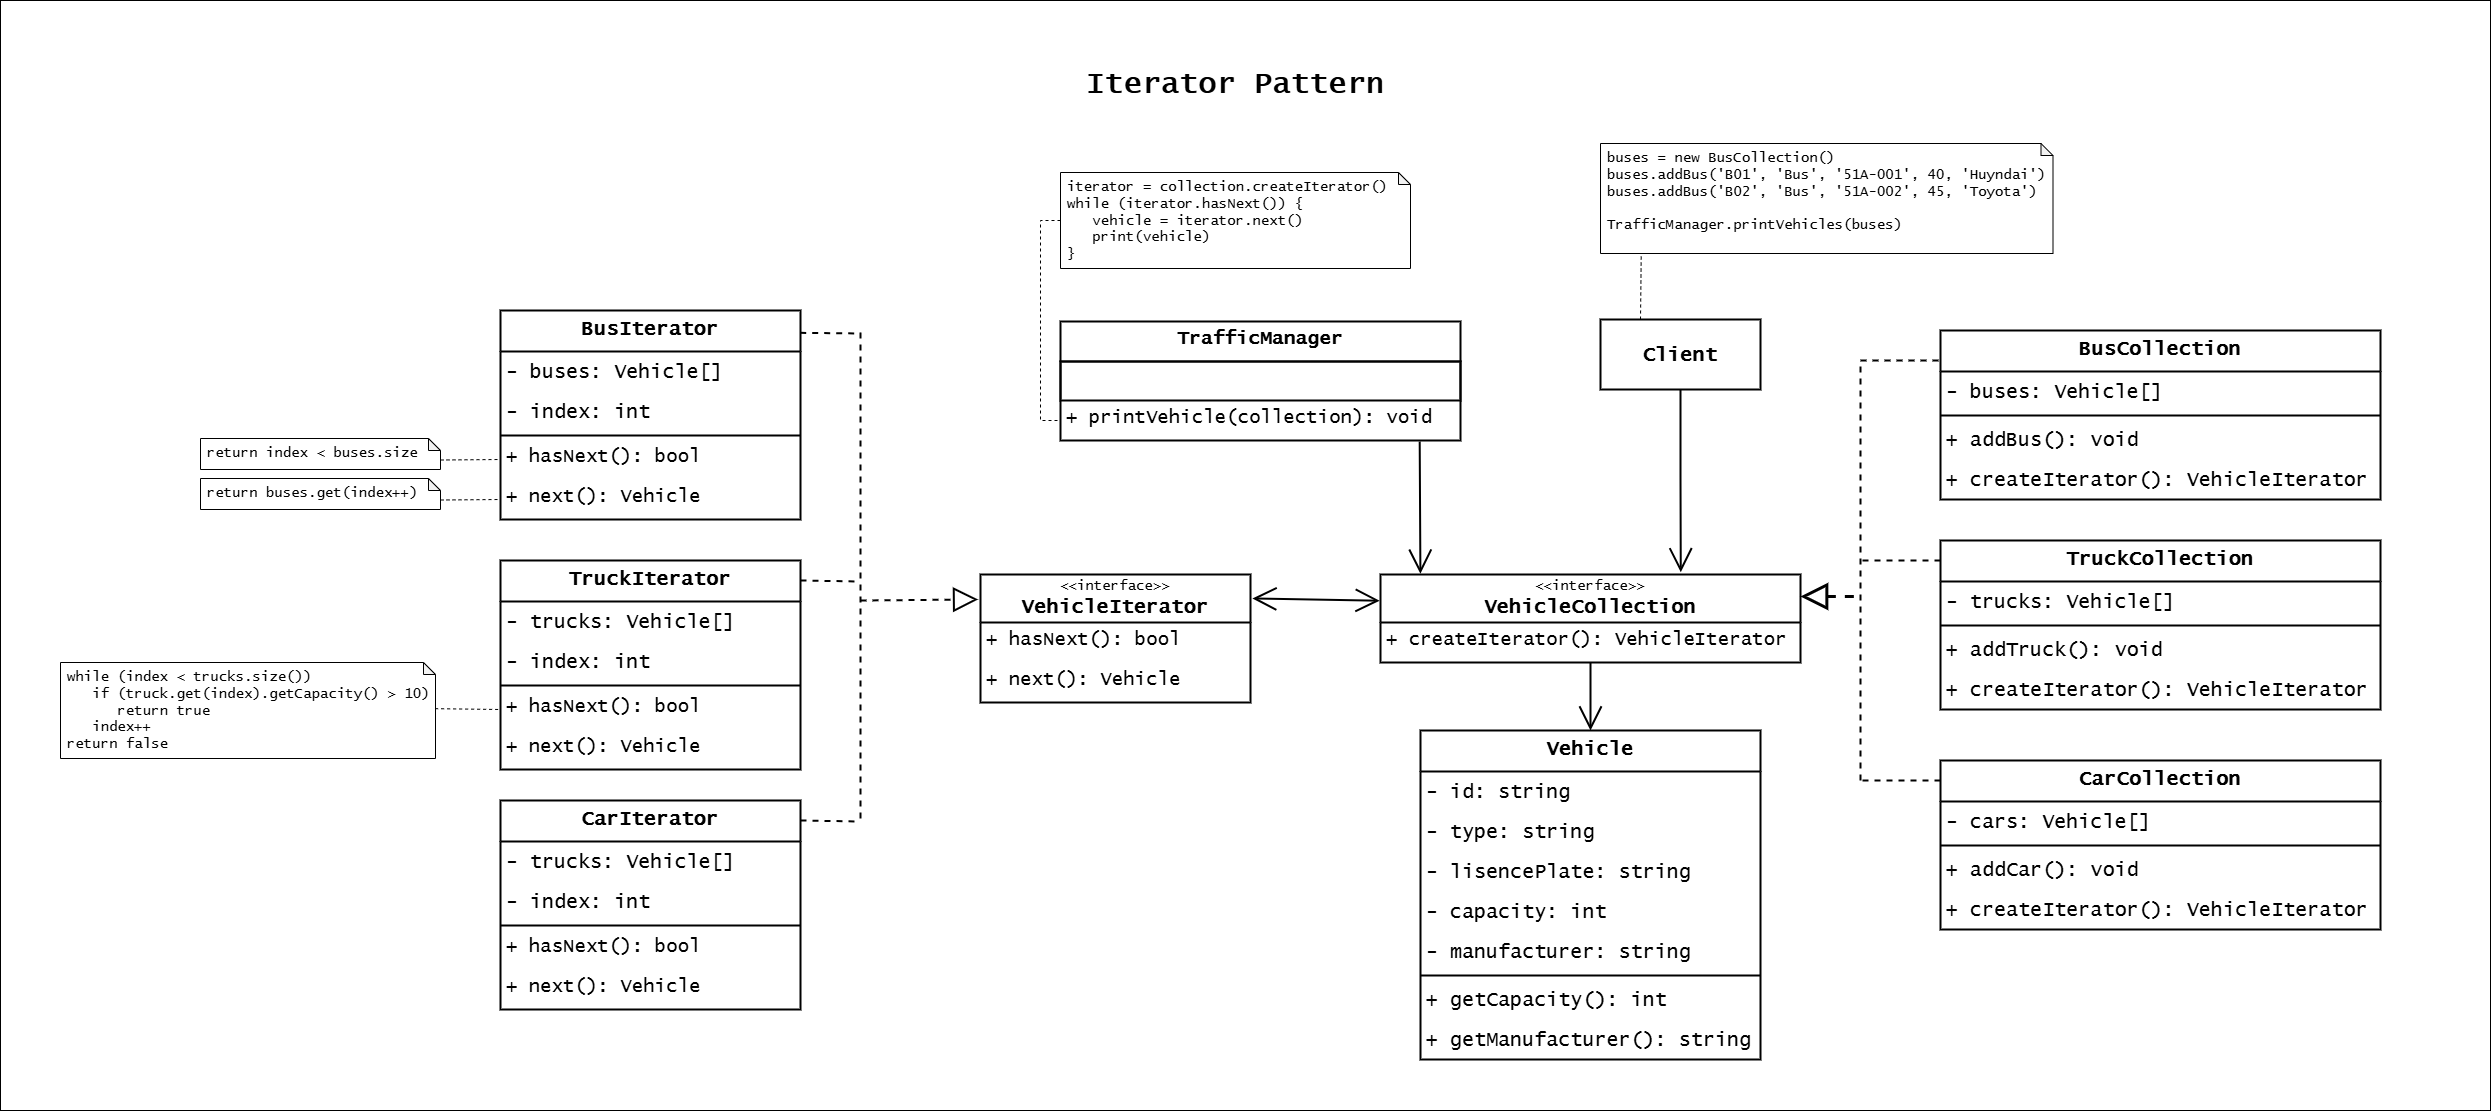 Iterator Pattern
iterator = collection.createIterator()
while (iterator.hasNext()) {
vehicle = iterator.next()
print(vehicle)
}
buses = new BusCollection()
buses.addBus('B01', 'Bus', '51A-001', 40, 'Huyndai')
buses.addBus('B02', 'Bus', '51A-002', 45, 'Toyota')
TrafficManager.printVehicles(buses)
BusIterator
- buses: Vehicle[]
- index: int
+ hasNext(): bool
+ next(): Vehicle
return index < buses.size
return buses.get(index++)
TrafficManager
+ printVehicle(collection): void
Client
BusCollection
- buses: Vehicle[]
+ addBus(): void
+ createIterator(): VehicleIterator
TruckIterator
- trucks: Vehicle[]
- index: int
+ hasNext(): bool
+ next(): Vehicle
while (index < trucks.size())
if (truck.get(index).getCapacity() > 10)
return true
index++
return false
<<interface>>
VehicleIterator
+ hasNext(): bool
+ next(): Vehicle
<<interface>>
VehicleCollection
+ createIterator(): VehicleIterator
TruckCollection
- trucks: Vehicle[]
+ addTruck(): void
+ createIterator(): VehicleIterator
CarIterator
- trucks: Vehicle[]
- index: int
+ hasNext(): bool
+ next(): Vehicle
Vehicle
- id: string
- type: string
- lisencePlate: string
- capacity: int
- manufacturer: string
+ getCapacity(): int
+ getManufacturer(): string
CarCollection
- cars: Vehicle[]
+ addCar(): void
+ createIterator(): VehicleIterator